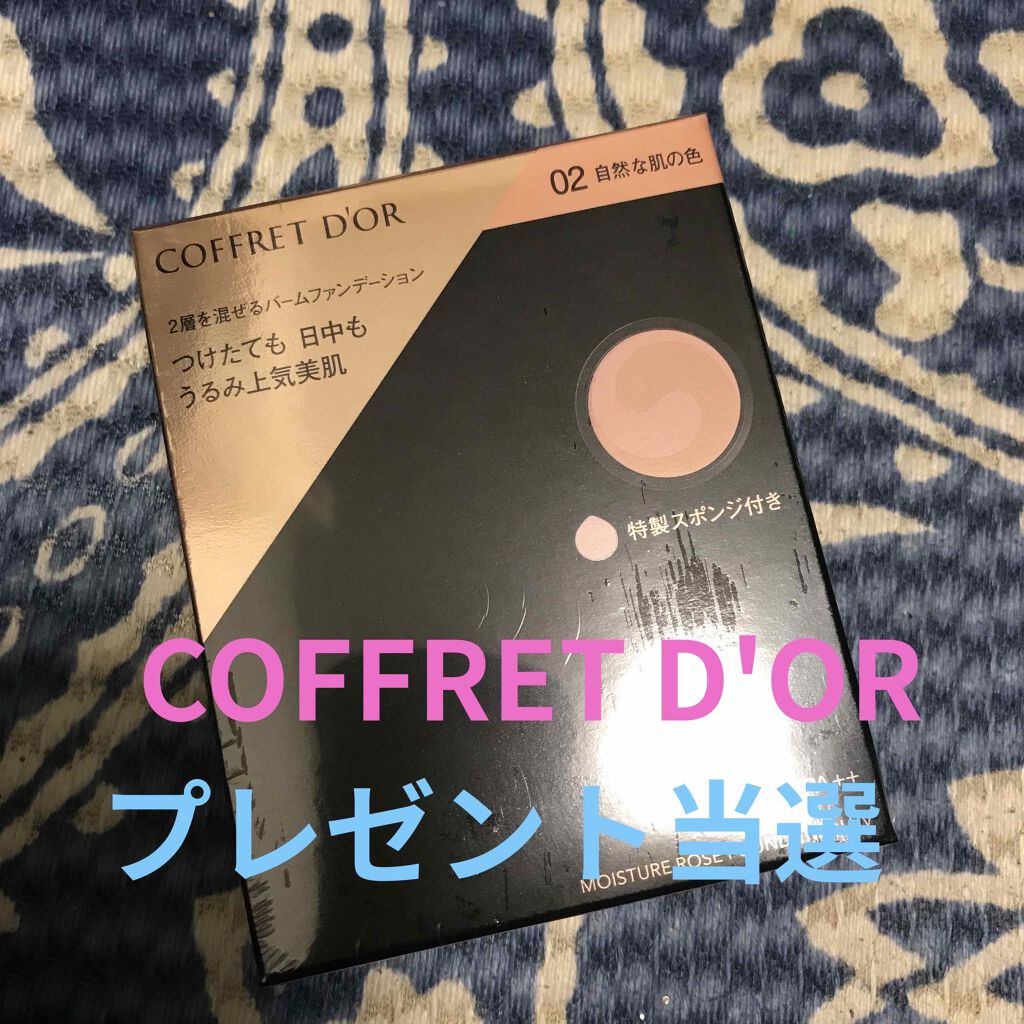 COFFRET D'OR
02 自然な肌の色
2層を混ぜるバームファンデーション
つけたても 日中も
うるみ上気美肌
特製スポンジ付き
COFFRET D'OR
プレゼント当選
MOISTURE ROSE